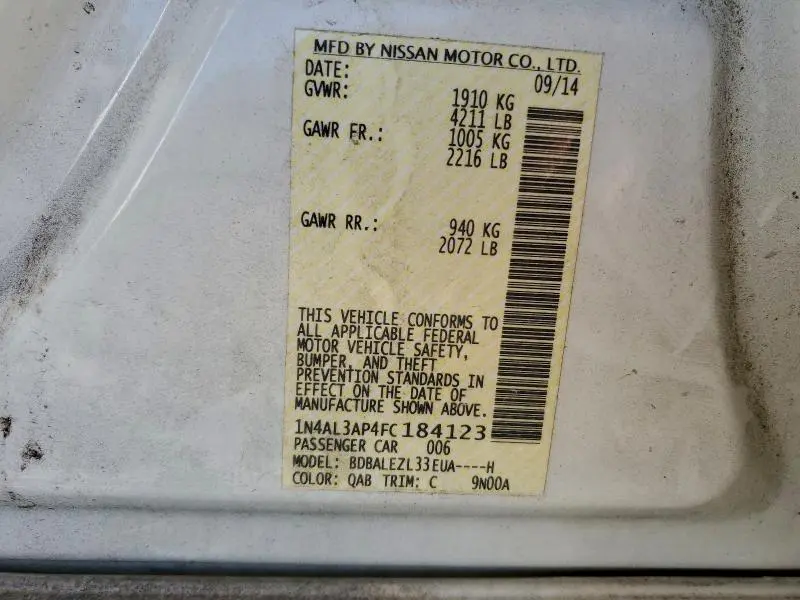 MFD BY NISSAN MOTOR CO., LTD.
DATE: 09/14
GVWR: 1910 KG
4211 LB
GAWR FR.: 1005 KG
2216 LB
GAWR RR.: 940 KG
2072 LB
THIS VEHICLE CONFORMS TO
ALL APPLICABLE FEDERAL
MOTOR VEHICLE SAFETY,
BUMPER, AND THEFT
PREVENTION STANDARDS IN
EFFECT ON THE DATE OF
MANUFACTURE SHOWN ABOVE.
1N4AL3AP4FC184123
PASSENGER CAR 006
MODEL: BDBALEZL33EUA----H
COLOR: QAB TRIM: C 9N00A